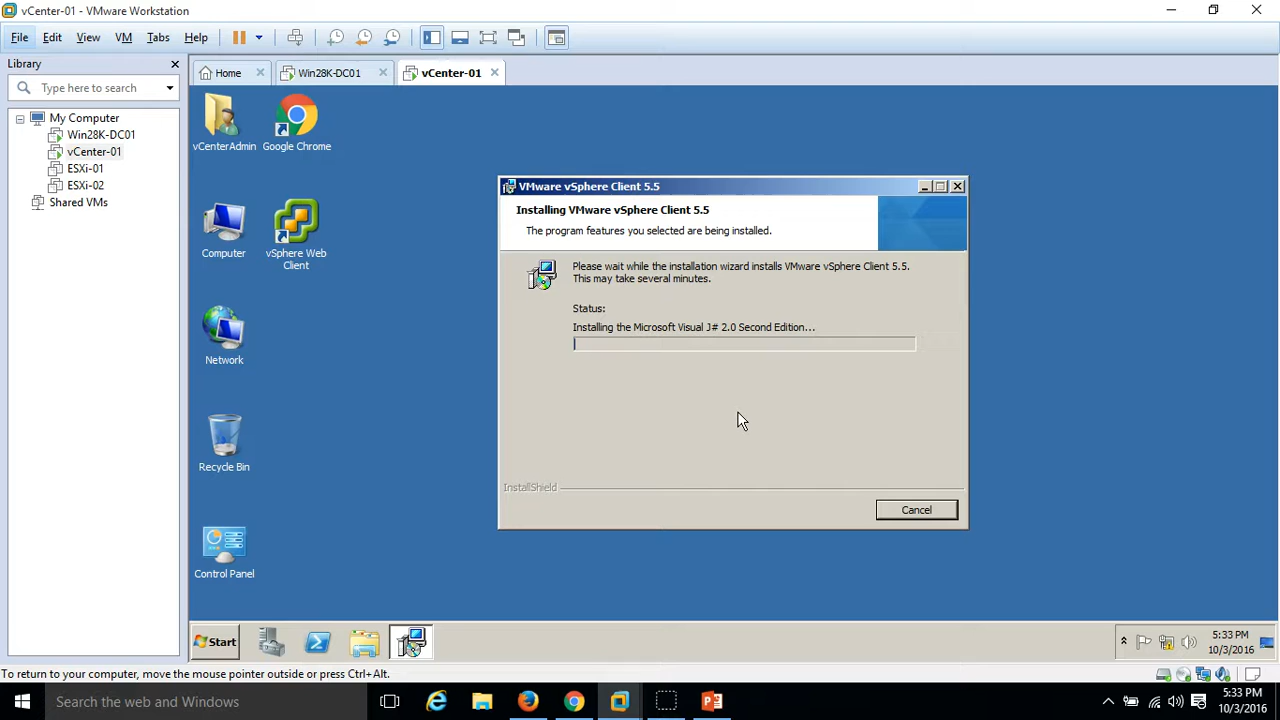 vCenter-01 - VMware Workstation
File Edit View VM Tabs Help
Library
Type here to search
My Computer
Win28K-DC01
vCenter-01
ESXi-01
ESXi-02
Shared VMs
Home
Win28K-DC01
vCenter-01
vCenterAdmin
Google Chrome
Computer
vSphere Web
Client
Network
Recycle Bin
Control Panel
VMware vSphere Client 5.5
Installing VMware vSphere Client 5.5
The program features you selected are being installed.
Please wait while the installation wizard installs VMware vSphere Client 5.5.
This may take several minutes.
Status:
Installing the Microsoft Visual J# 2.0 Second Edition...
InstallShield
Cancel
Start
5:33 PM
10/3/2016
To return to your computer, move the mouse pointer outside or press Ctrl+Alt.
Search the web and Windows
5:33 PM
10/3/2016